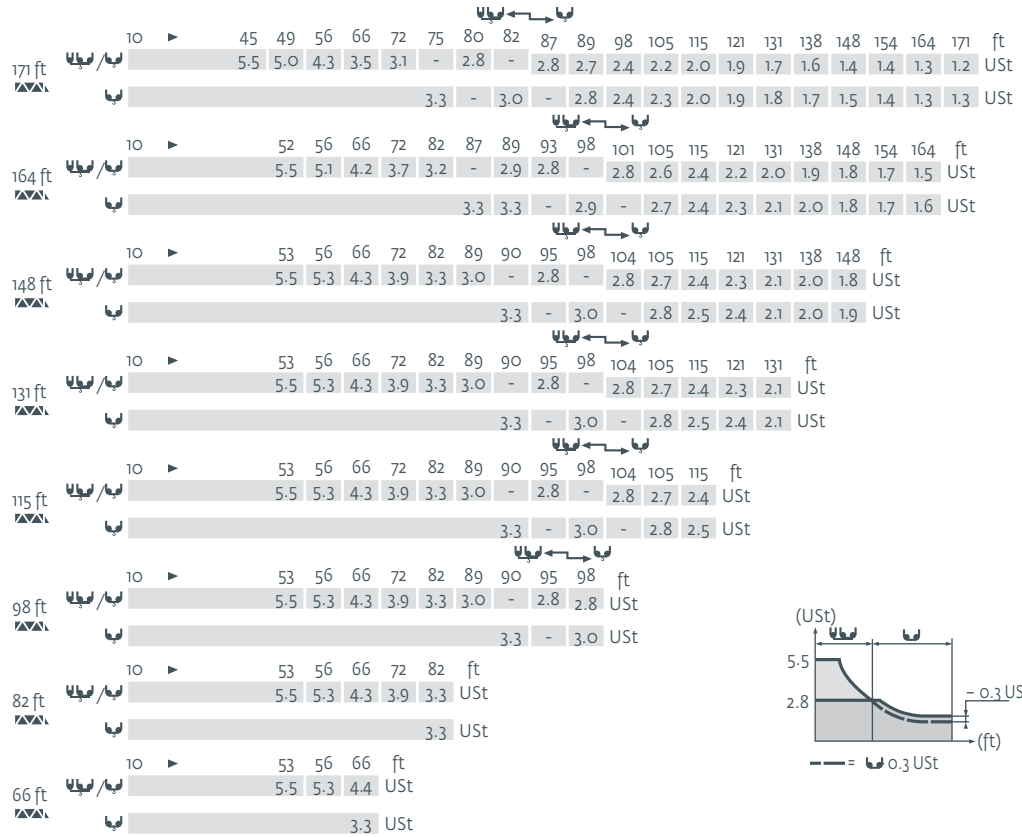 10 ► 45 49 56 66 72 75 80 82 87 89 98 105 115 121 131 138 148 154 164 171 ft
171 ft 5.5 5.0 4.3 3.5 3.1 - 2.8 - 2.8 2.7 2.4 2.2 2.0 1.9 1.7 1.6 1.4 1.4 1.3 1.2 USt
3.3 - 3.0 - 2.8 2.4 2.3 2.0 1.9 1.8 1.7 1.5 1.4 1.3 1.3 USt
10 ► 52 56 66 72 82 87 89 93 98 101 105 115 121 131 138 148 154 164 ft
164 ft 5.5 5.1 4.2 3.7 3.2 - 2.9 2.8 - 2.8 2.6 2.4 2.2 2.0 1.9 1.8 1.7 1.5 USt
3.3 3.3 - 2.9 - 2.7 2.4 2.3 2.1 2.0 1.8 1.7 1.6 USt
10 ► 53 56 66 72 82 89 90 95 98 104 105 115 121 131 138 148 ft
148 ft 5.5 5.3 4.3 3.9 3.3 3.0 - 2.8 - 2.8 2.7 2.4 2.3 2.1 2.0 1.8 USt
3.3 - 3.0 - 2.8 2.5 2.4 2.1 2.0 1.9 USt
10 ► 53 56 66 72 82 89 90 95 98 104 105 115 121 131 ft
131 ft 5.5 5.3 4.3 3.9 3.3 3.0 - 2.8 - 2.8 2.7 2.4 2.3 2.1 USt
3.3 - 3.0 - 2.8 2.5 2.4 2.1 USt
10 ► 53 56 66 72 82 89 90 95 98 104 105 115 ft
115 ft 5.5 5.3 4.3 3.9 3.3 3.0 - 2.8 - 2.8 2.7 2.4 USt
3.3 - 3.0 - 2.8 2.5 USt
10 ► 53 56 66 72 82 89 90 95 98 ft
98 ft 5.5 5.3 4.3 3.9 3.3 3.0 - 2.8 2.8 USt
3.3 - 3.0 USt
10 ► 53 56 66 72 82 ft
82 ft 5.5 5.3 4.3 3.9 3.3 USt
3.3 USt
10 ► 53 56 66 ft
66 ft 5.5 5.3 4.4 USt
3.3 USt
(USt)
5.5
2.8
– 0.3 US
(ft)
= 0.3 USt